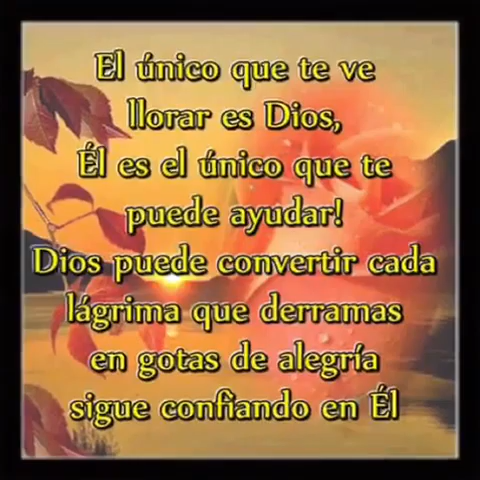 El único que te ve
llorar es Dios,
Él es el único que te
puede ayudar!
Dios puede convertir cada
lágrima que derramas
en gotas de alegría
sigue confiando en Él